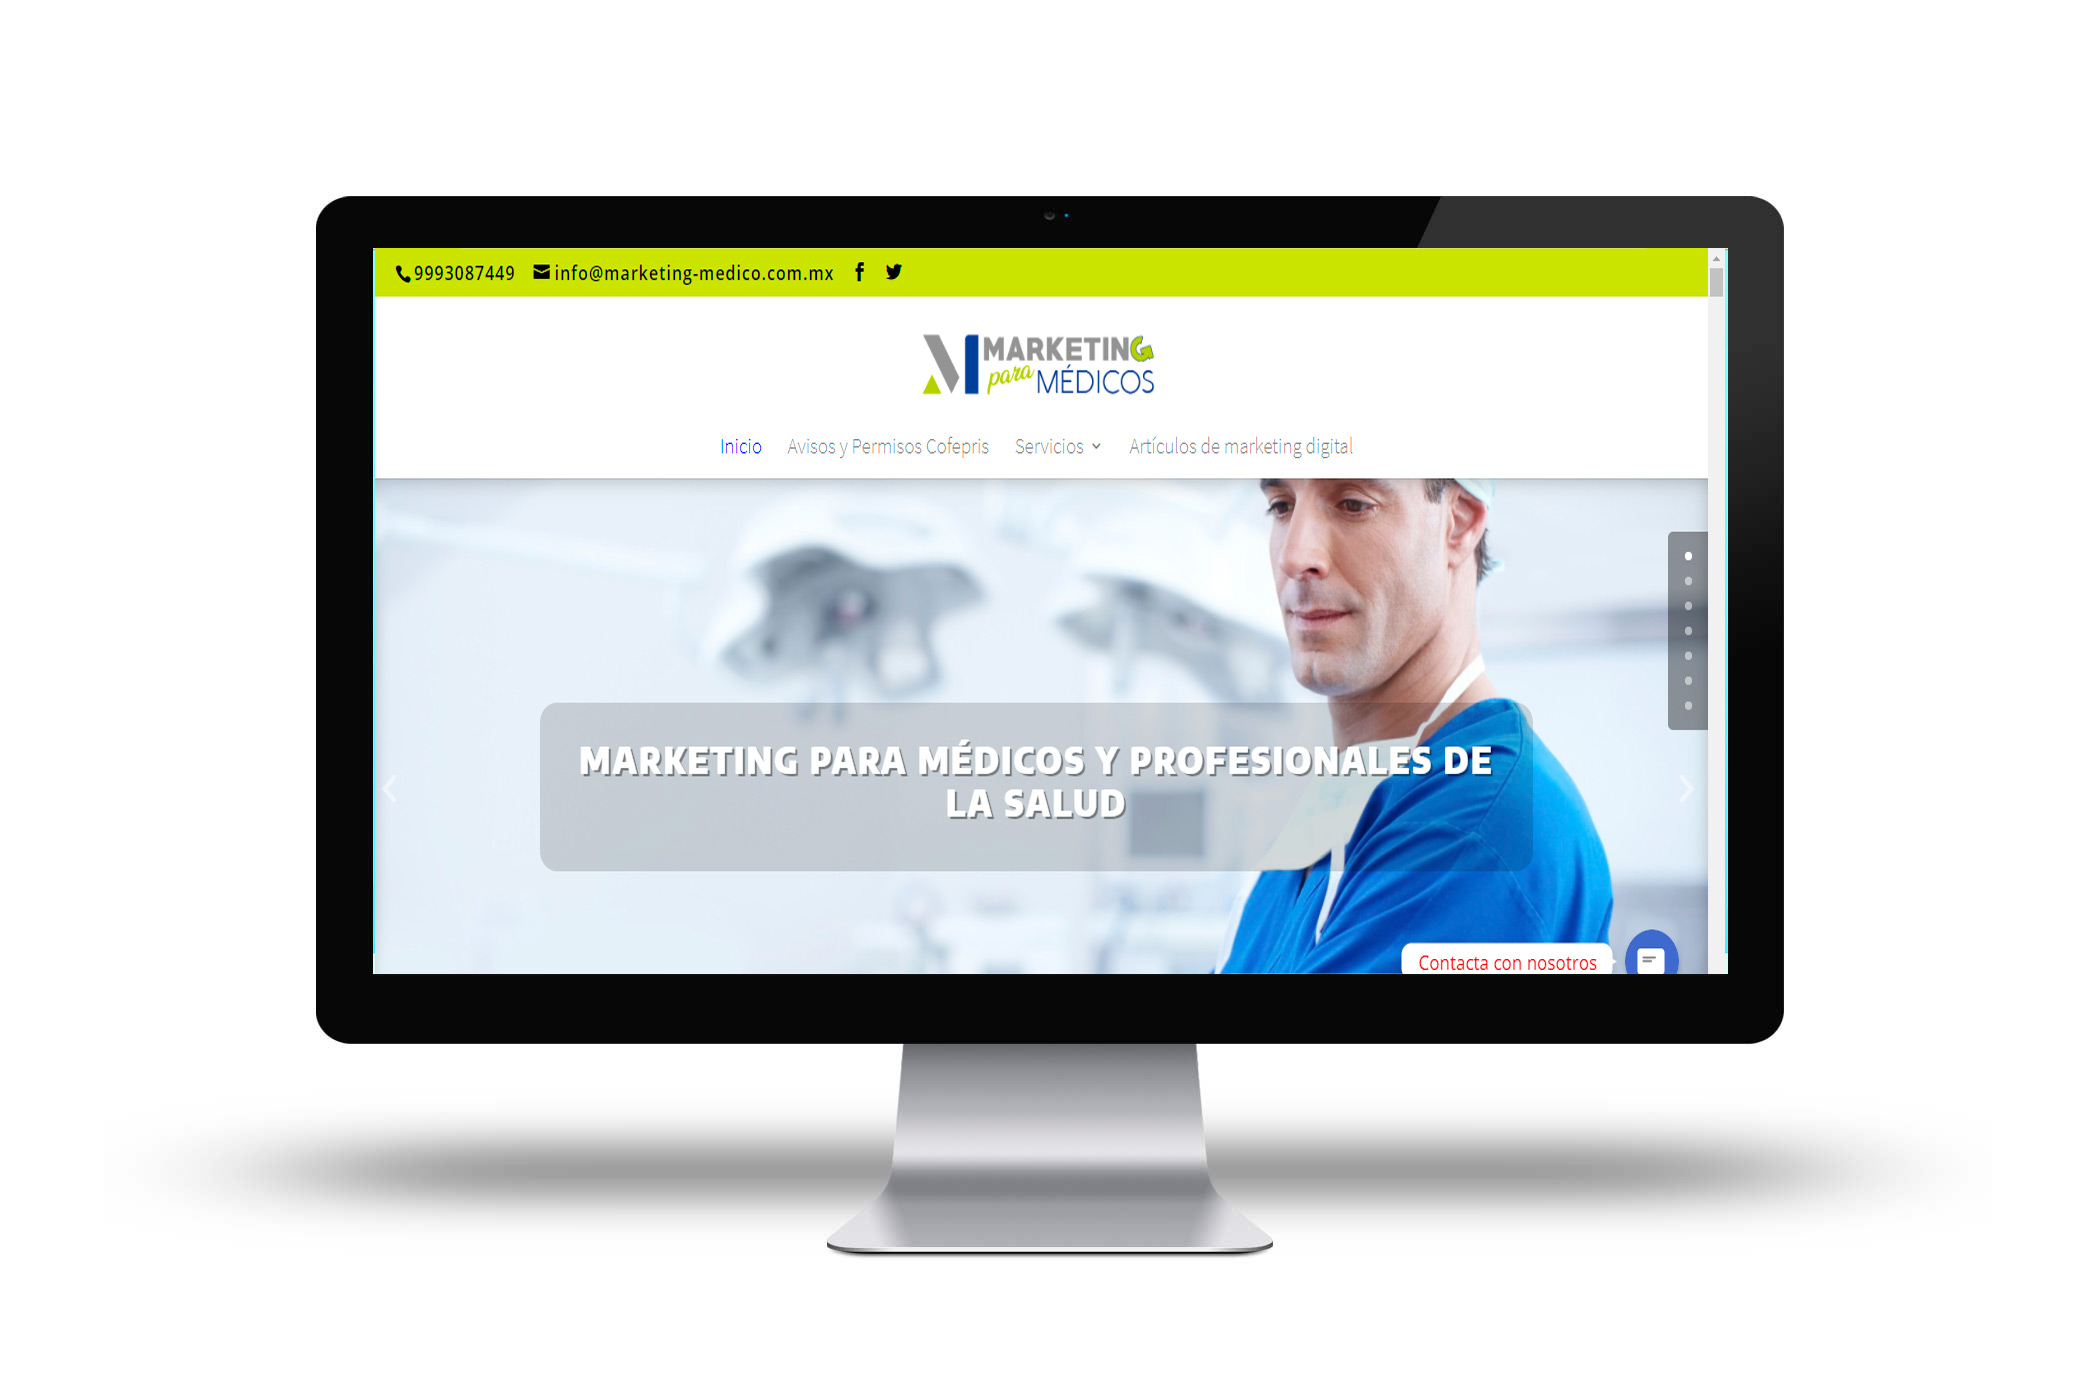 9993087449 info@marketing-medico.com.mx
MARKETING
para MÉDICOS
Inicio Avisos y Permisos Cofepris Servicios Artículos de marketing digital
MARKETING PARA MÉDICOS Y PROFESIONALES DE
LA SALUD
Contacta con nosotros